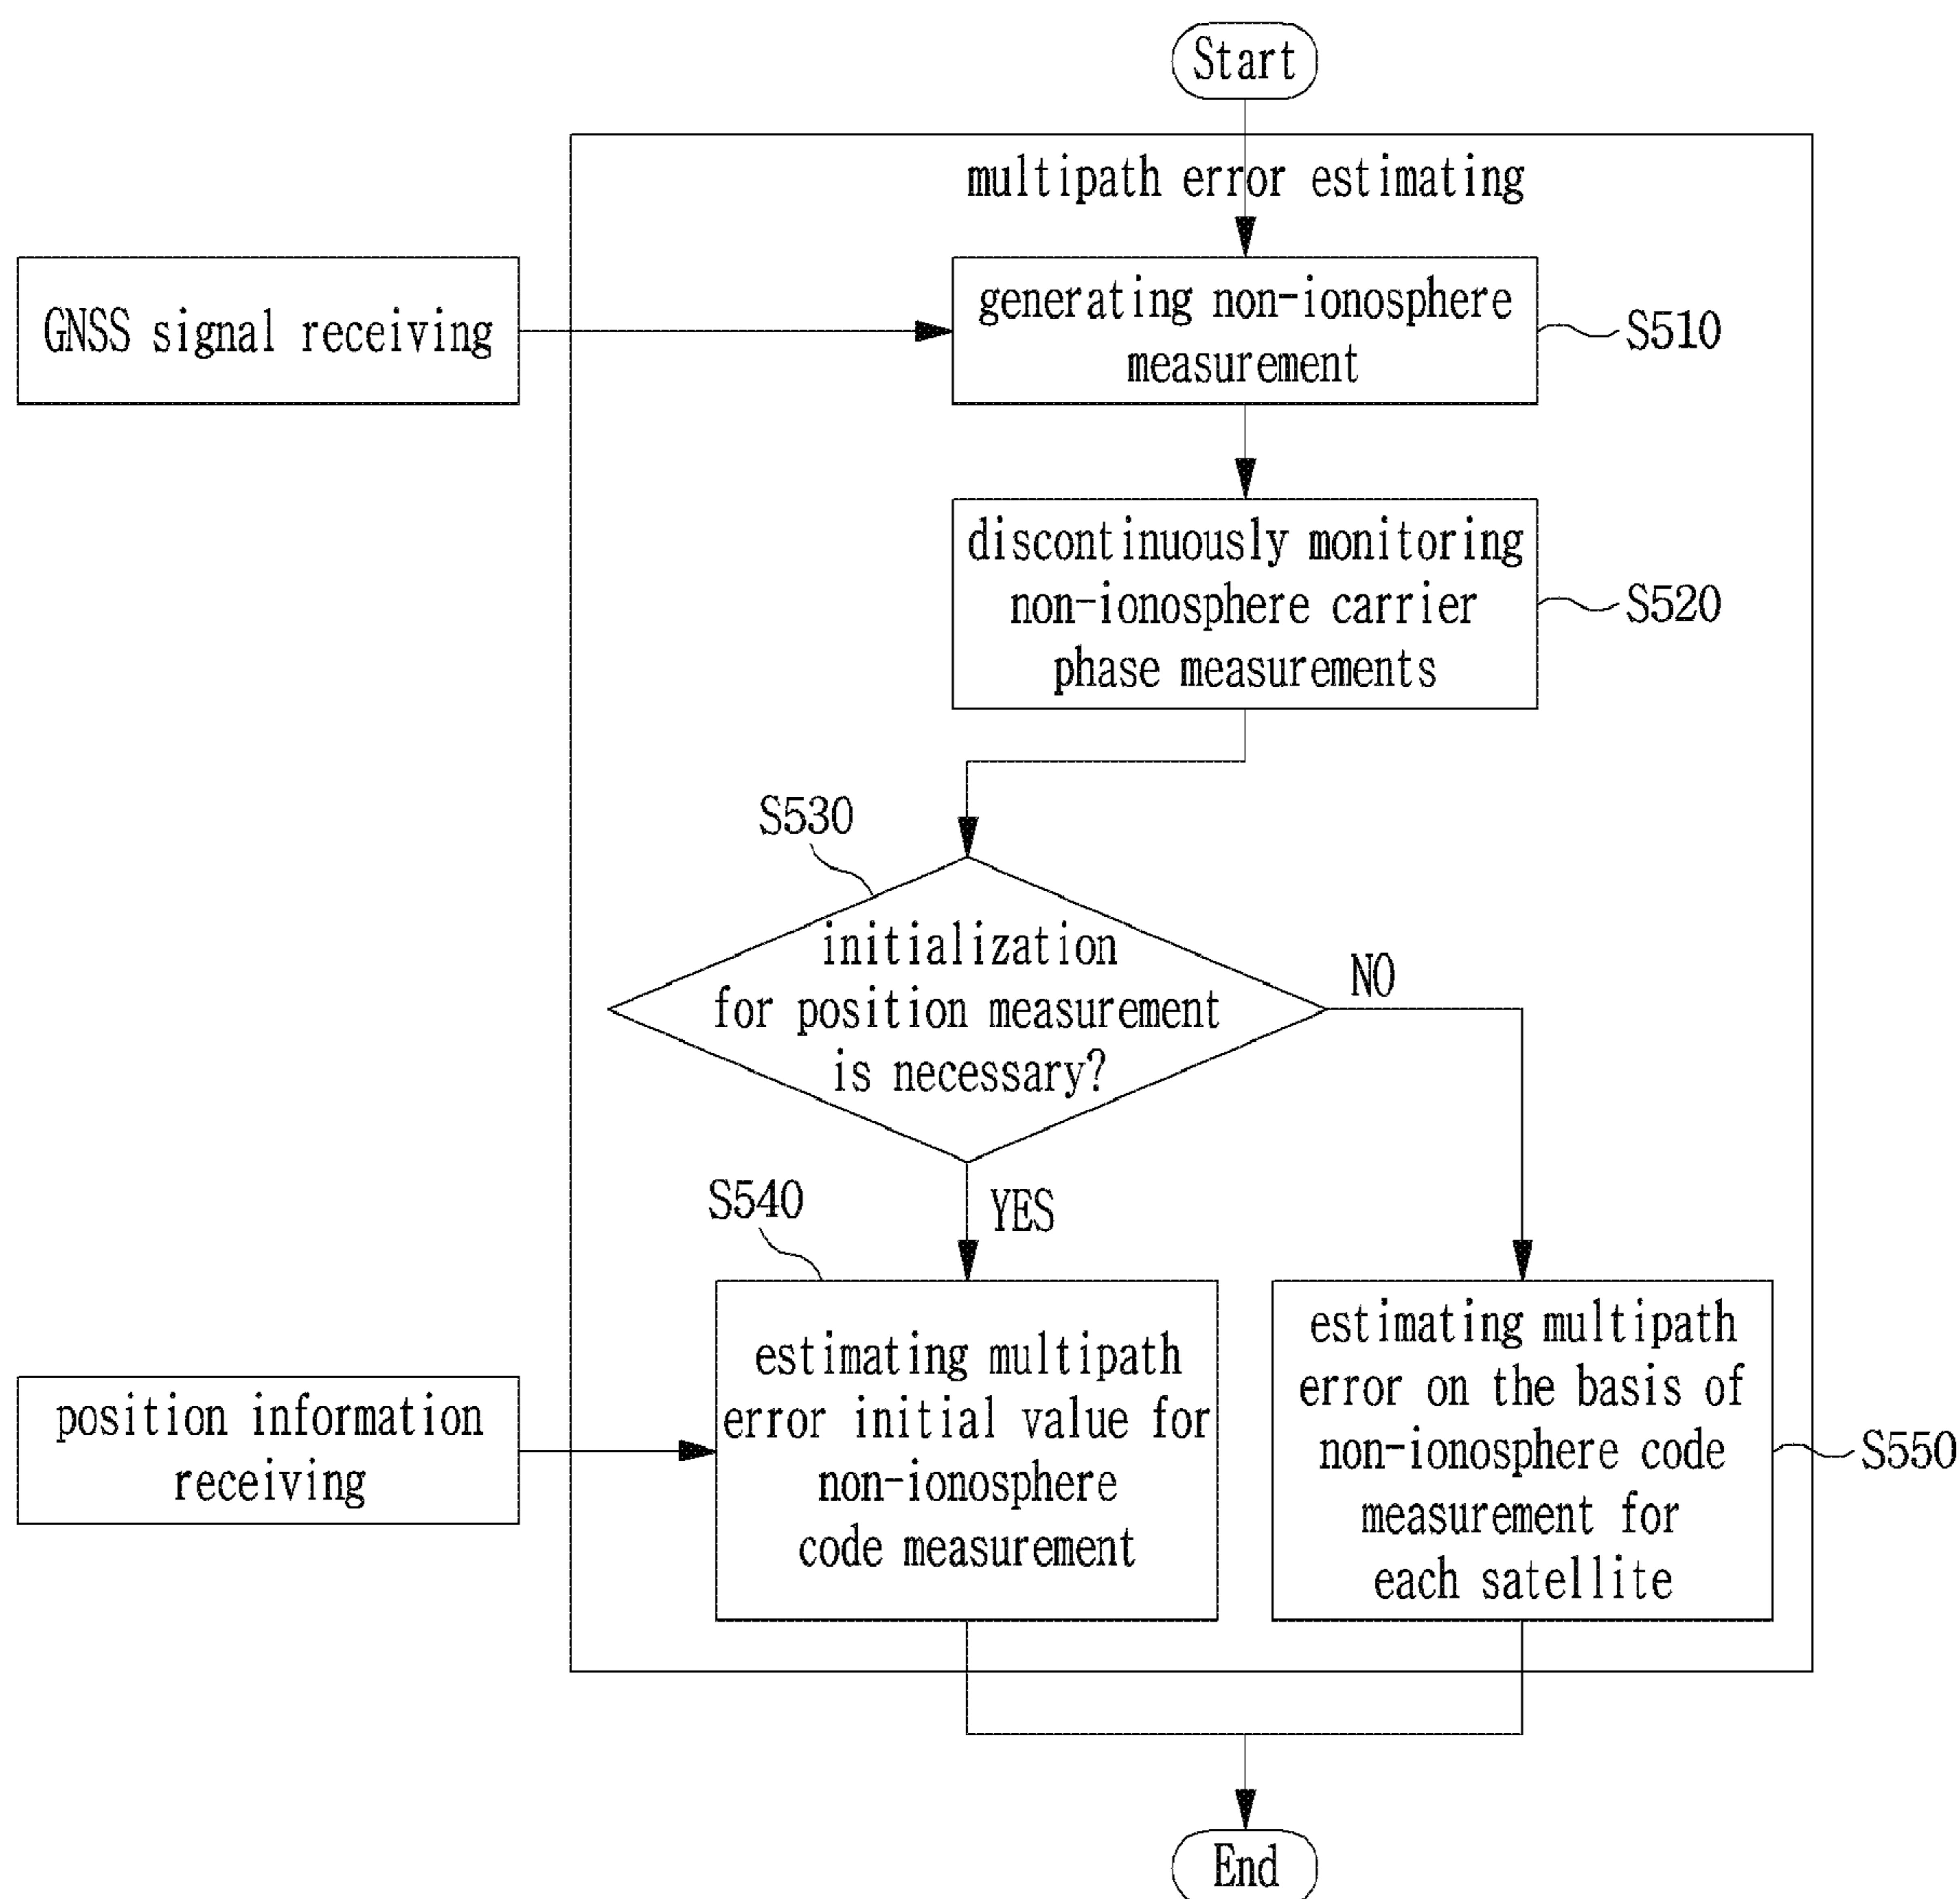 Start
multipath error estimating
GNSS signal receiving
generating non-ionosphere
measurement
S510
discontinuously monitoring
non-ionosphere carrier
phase measurements
S520
S530
initialization
for position measurement
is necessary?
NO
YES
S540
position information
receiving
estimating multipath
error initial value for
non-ionosphere
code measurement
estimating multipath
error on the basis of
non-ionosphere code
measurement for
each satellite
S550
End